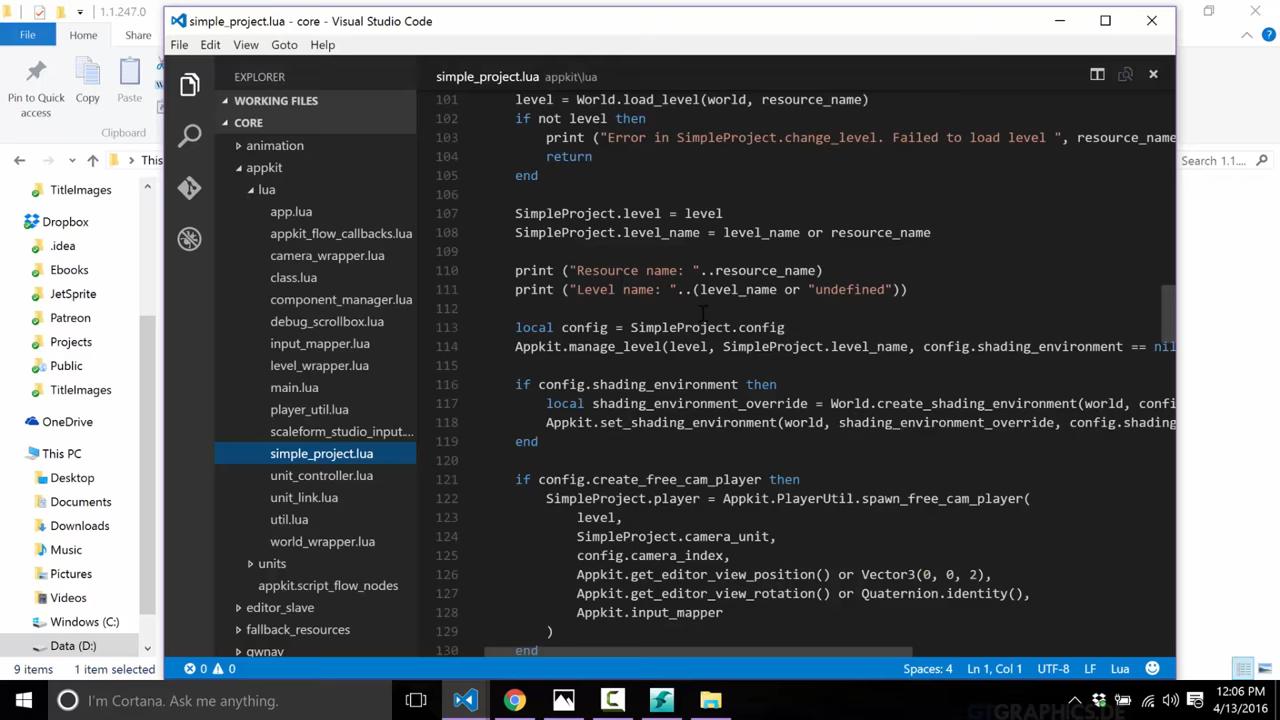 simple_project.lua - core - Visual Studio Code
1.1.247.0
File Home Share
Pin to Quick access
Copy
Paste
Clipboard
This
Search 1.1....
TitleImages
Dropbox
.idea
Ebooks
JetSprite
Patreon
Projects
Public
TitleImages
OneDrive
This PC
Desktop
Documents
Downloads
Music
Pictures
Videos
Windows (C:)
Data (D:)
9 items 1 item selected
File Edit View Goto Help
EXPLORER
WORKING FILES
CORE
animation
appkit
lua
app.lua
appkit_flow_callbacks.lua
camera_wrapper.lua
class.lua
component_manager.lua
debug_scrollbox.lua
input_mapper.lua
level_wrapper.lua
main.lua
player_util.lua
scaleform_studio_input....
simple_project.lua
unit_controller.lua
unit_link.lua
util.lua
world_wrapper.lua
units
appkit.script_flow_nodes
editor_slave
fallback_resources
gwnav
simple_project.lua appkit\lua
101 level = World.load_level(world, resource_name)
102 if not level then
103 print ("Error in SimpleProject.change_level. Failed to load level ", resource_name
104 return
105 end
106
107 SimpleProject.level = level
108 SimpleProject.level_name = level_name or resource_name
109
110 print ("Resource name: "..resource_name)
111 print ("Level name: "..(level_name or "undefined"))
112
113 local config = SimpleProject.config
114 Appkit.manage_level(level, SimpleProject.level_name, config.shading_environment == nil
115
116 if config.shading_environment then
117 local shading_environment_override = World.create_shading_environment(world, confi
118 Appkit.set_shading_environment(world, shading_environment_override, config.shading
119 end
120
121 if config.create_free_cam_player then
122 SimpleProject.player = Appkit.PlayerUtil.spawn_free_cam_player(
123 level,
124 SimpleProject.camera_unit,
125 config.camera_index,
126 Appkit.get_editor_view_position() or Vector3(0, 0, 2),
127 Appkit.get_editor_view_rotation() or Quaternion.identity(),
128 Appkit.input_mapper
129 )
130 end
0 0 Spaces: 4 Ln 1, Col 1 UTF-8 LF Lua
I'm Cortana. Ask me anything.
12:06 PM
4/13/2016